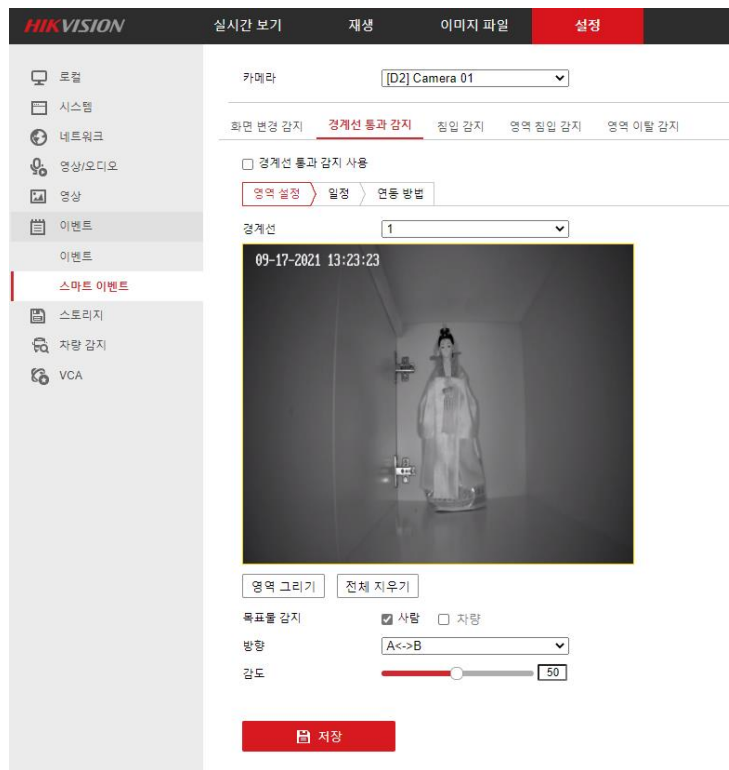 HIKVISION 실시간 보기 재생 이미지 파일 설정
로컬
시스템
네트워크
영상/오디오
영상
이벤트
이벤트
스마트 이벤트
스토리지
차량 감지
VCA
카메라 [D2] Camera 01
화면 변경 감지 경계선 통과 감지 침입 감지 영역 침입 감지 영역 이탈 감지
경계선 통과 감지 사용
영역 설정 일정 연동 방법
경계선 1
09-17-2021 13:23:23
영역 그리기 전체 지우기
목표물 감지 사람 차량
방향 A<->B
감도 50
저장